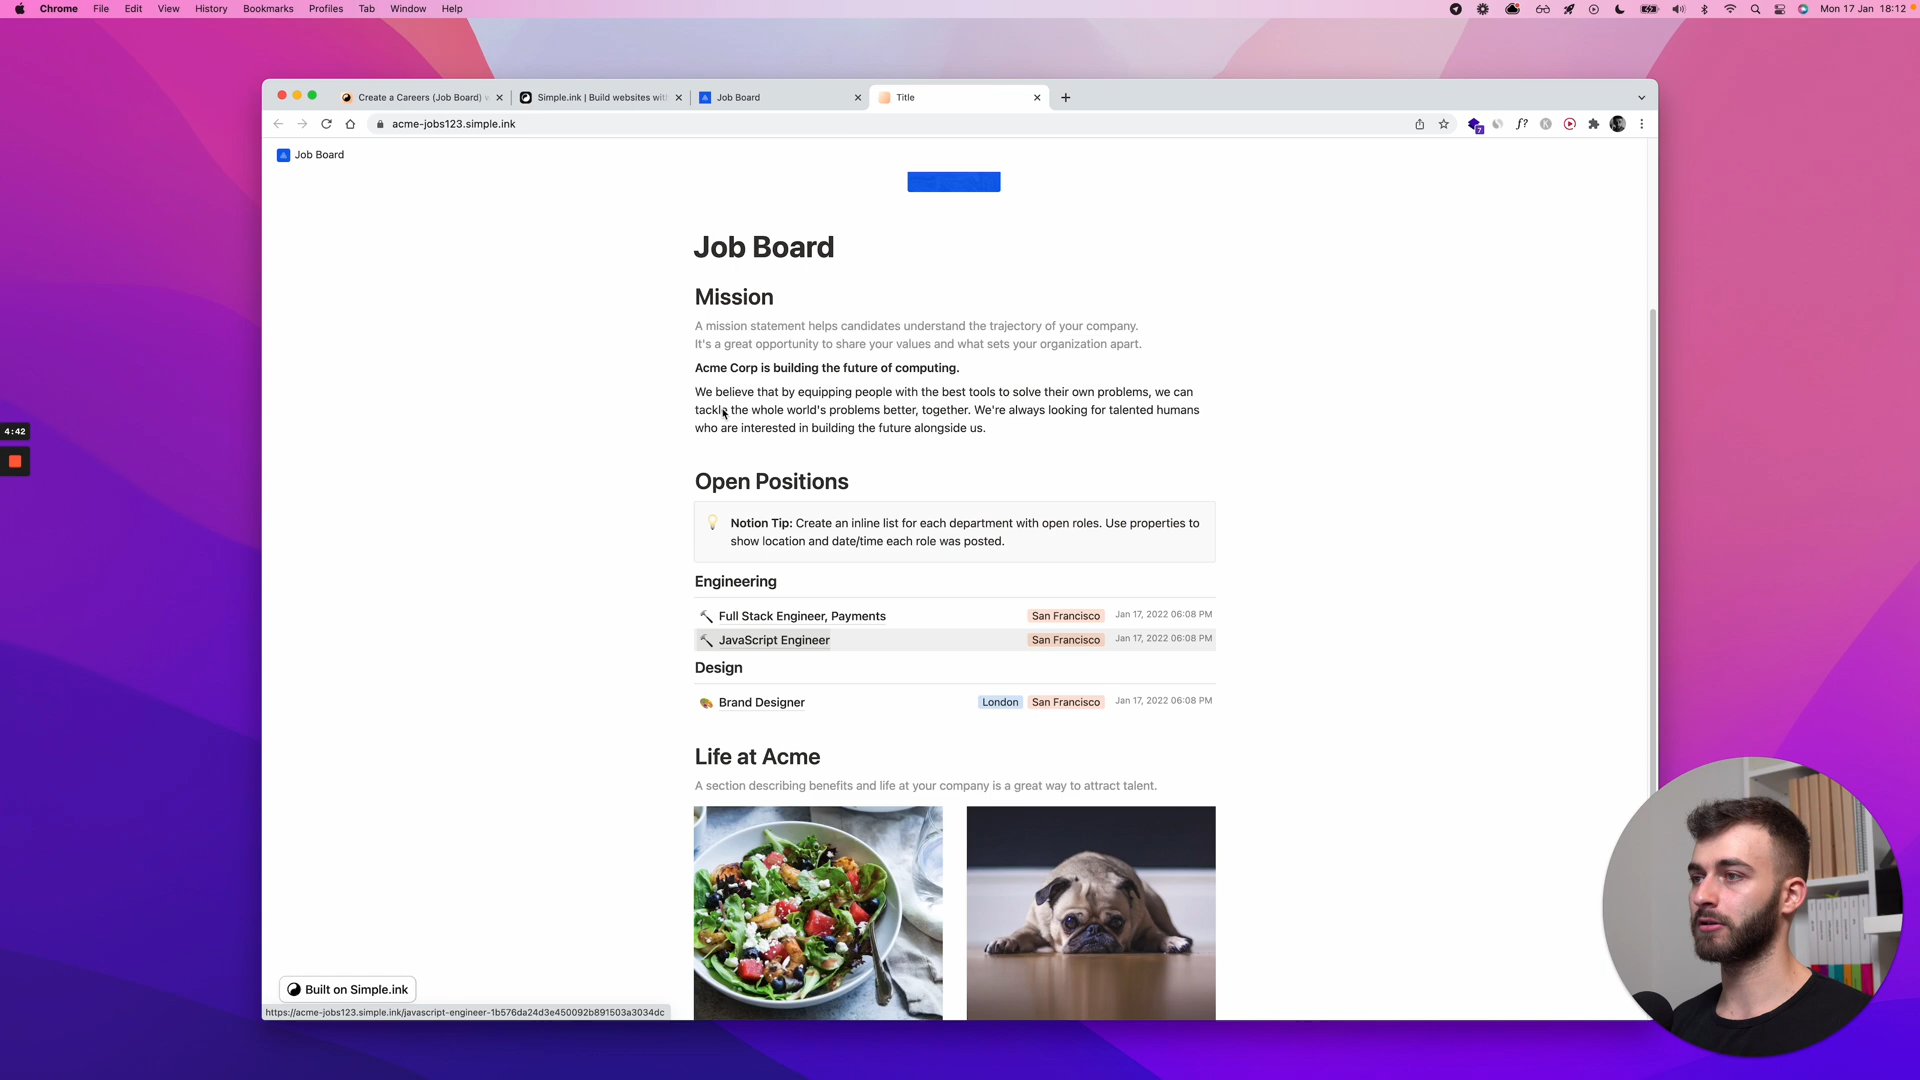 Chrome File Edit View History Bookmarks Profiles Tab Window Help Mon 17 Jan 18:12
Create a Careers (Job Board) Simple.ink | Build websites wit Job Board Title
acme-jobs123.simple.ink 7 f?
Job Board
Job Board
Mission
A mission statement helps candidates understand the trajectory of your company.
It's a great opportunity to share your values and what sets your organization apart.
Acme Corp is building the future of computing.
We believe that by equipping people with the best tools to solve their own problems, we can
tackle the whole world's problems better, together. We're always looking for talented humans
who are interested in building the future alongside us.
4:42
Open Positions
Notion Tip: Create an inline list for each department with open roles. Use properties to
show location and date/time each role was posted.
Engineering
Full Stack Engineer, Payments San Francisco Jan 17, 2022 06:08 PM
JavaScript Engineer San Francisco Jan 17, 2022 06:08 PM
Design
Brand Designer London San Francisco Jan 17, 2022 06:08 PM
Life at Acme
A section describing benefits and life at your company is a great way to attract talent.
Built on Simple.ink
https://acme-jobs123.simple.ink/javascript-engineer-1b576da24d3e450092b891503a3034dc